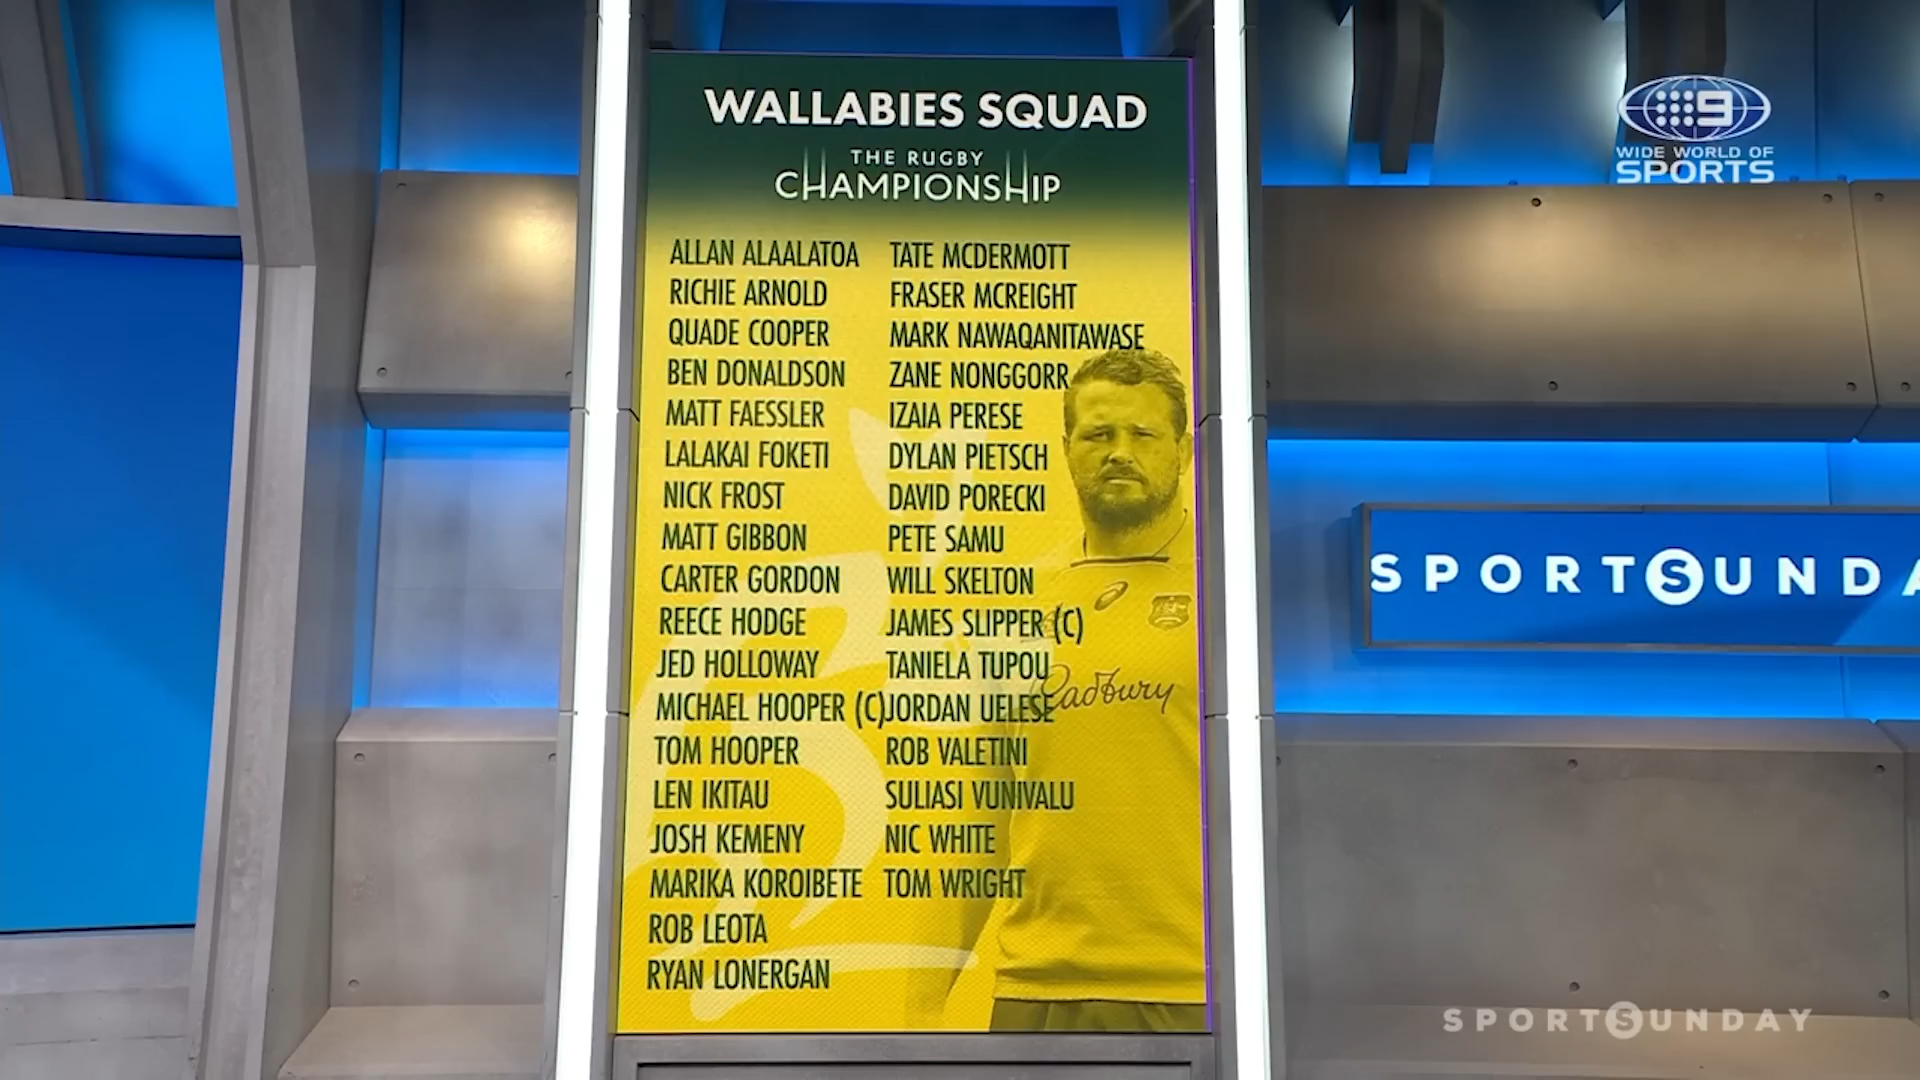 WALLABIES SQUAD
THE RUGBY
CHAMPIONSHIP
ALLAN ALAALATOA
RICHIE ARNOLD
QUADE COOPER
BEN DONALDSON
MATT FAESSLER
LALAKAI FOKETI
NICK FROST
MATT GIBBON
CARTER GORDON
REECE HODGE
JED HOLLOWAY
MICHAEL HOOPER (C)
TOM HOOPER
LEN IKITAU
JOSH KEMENY
MARIKA KOROIBETE
ROB LEOTA
RYAN LONERGAN
TATE MCDERMOTT
FRASER MCREIGHT
MARK NAWAQANITAWASE
ZANE NONGGORR
IZAIA PERESE
DYLAN PIETSCH
DAVID PORECKI
PETE SAMU
WILL SKELTON
JAMES SLIPPER (C)
TANIELA TUPOU
JORDAN UELESE
ROB VALETINI
SULIASI VUNIVALU
NIC WHITE
TOM WRIGHT
Cadbury
9
WIDE WORLD OF
SPORTS
SPORTSUNDA
SPORTSUNDAY